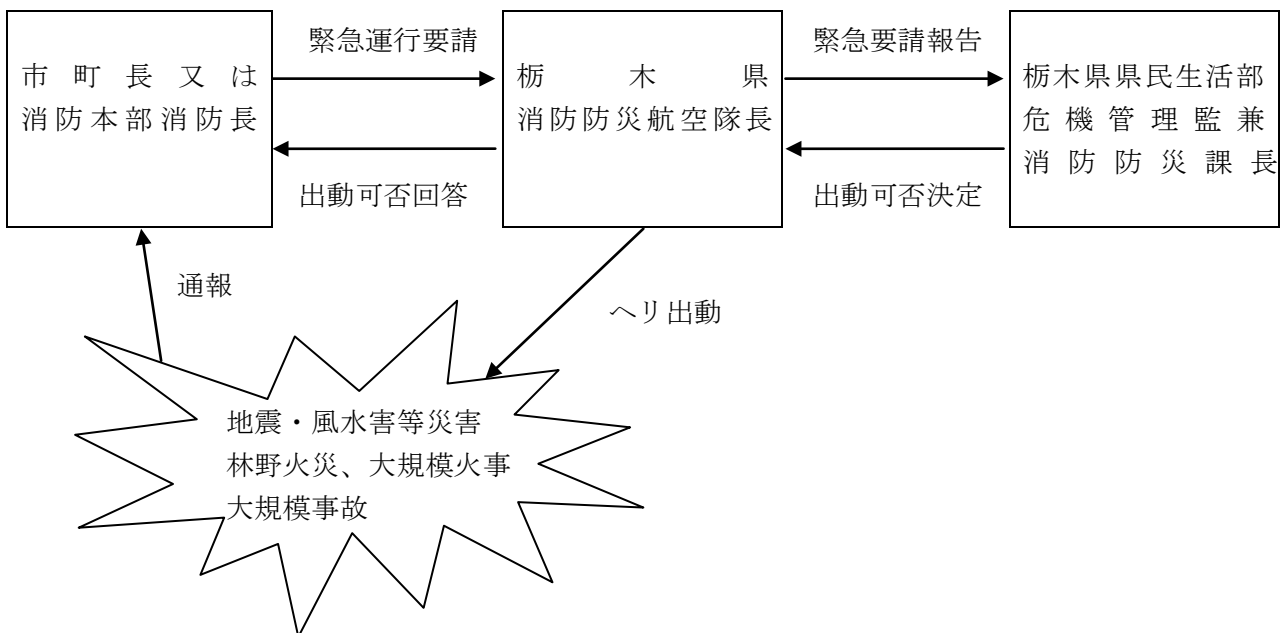 緊急運行要請
緊急要請報告
市町長又は
消防本部消防長
栃木県
消防防災航空隊長
栃木県県民生活部
危機管理監兼
消防防災課長
出動可否回答
出動可否決定
通報
ヘリ出動
地震・風水害等災害
林野火災、大規模火事
大規模事故